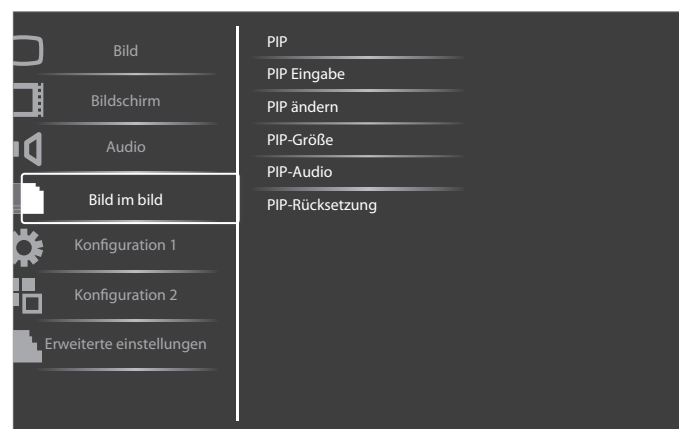 Bild
Bildschirm
Audio
Bild im bild
Konfiguration 1
Konfiguration 2
Erweiterte einstellungen
PIP
PIP Eingabe
PIP ändern
PIP-Größe
PIP-Audio
PIP-Rücksetzung